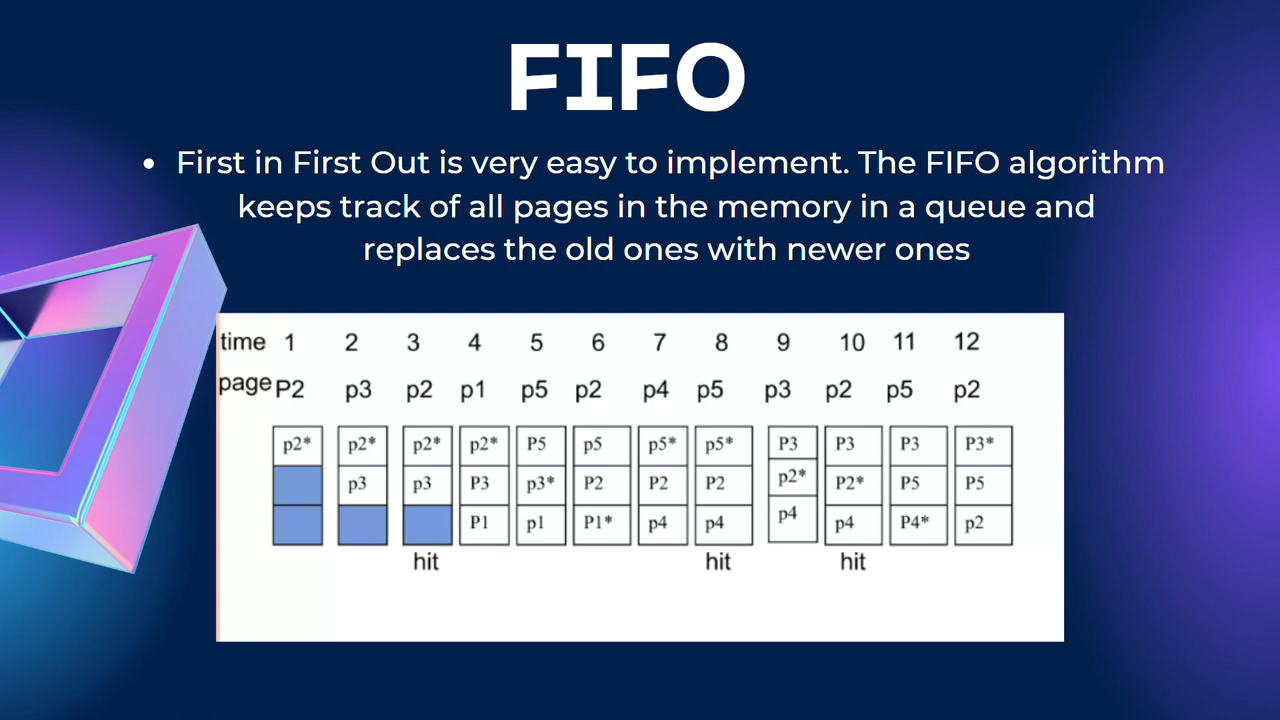 FIFO
• First in First Out is very easy to implement. The FIFO algorithm
keeps track of all pages in the memory in a queue and
replaces the old ones with newer ones
time 1 2 3 4 5 6 7 8 9 10 11 12
page P2 p3 p2 p1 p5 p2 p4 p5 p3 p2 p5 p2
p2* p2* p2* p2* P5 p5 p5* p5* P3 P3 P3 P3*
p3 p3 P3 p3* P2 P2 P2 p2* P2* P5 P5
P1 p1 P1* p4 p4 p4 p4 P4* p2
hit hit hit